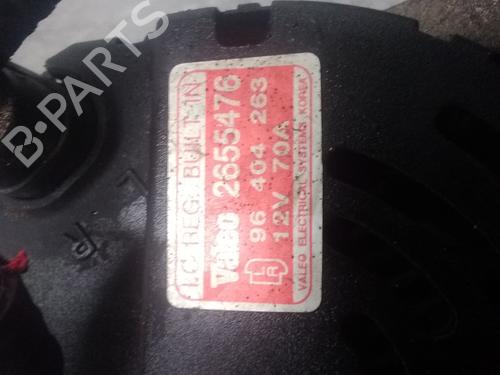 I.C REG. BUILT-IN
Valeo 2655476
96 404 263
12V 70A
L
R
VALEO ELECTRICAL SYSTEMS KOREA
L
R
B-PARTS